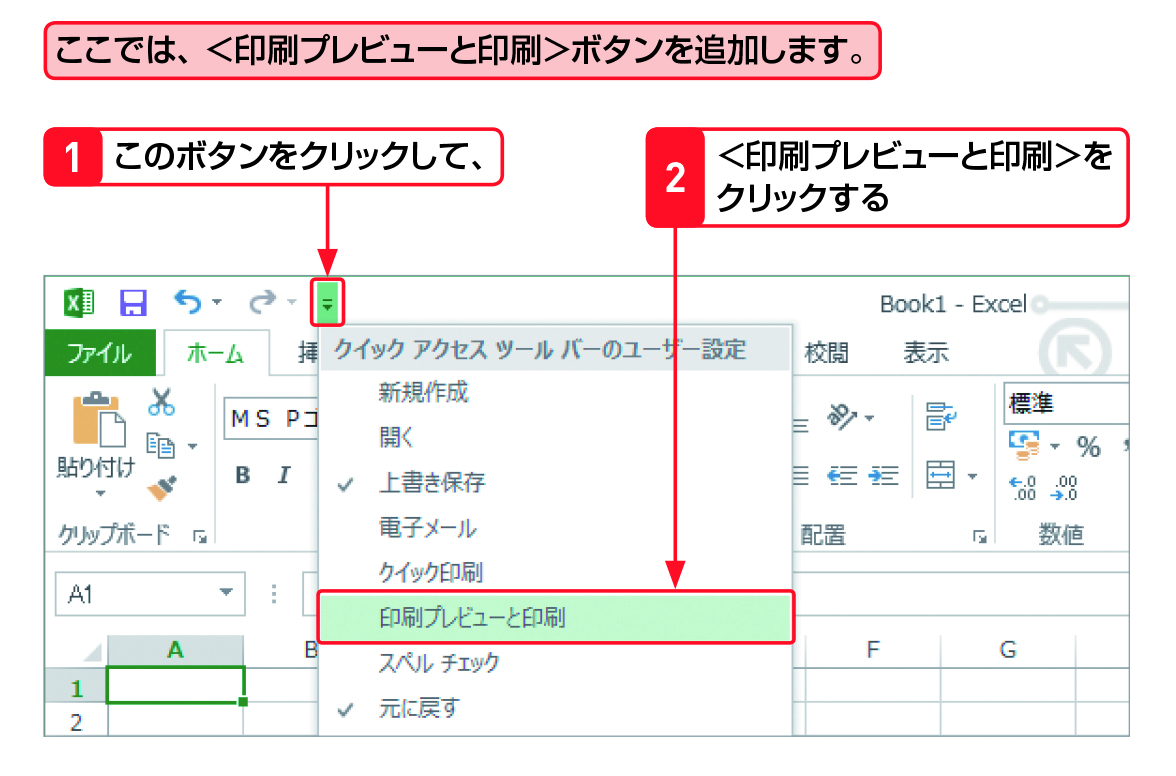 ここでは、＜印刷プレビューと印刷＞ボタンを追加します。
1 このボタンをクリックして、
2 ＜印刷プレビューと印刷＞を
クリックする
Book1 - Excel
ファイル ホーム 挿 校閲 表示
クイック アクセス ツール バーのユーザー設定
新規作成
開く
上書き保存
電子メール
クイック印刷
印刷プレビューと印刷
スペル チェック
元に戻す
貼り付け
クリップボード
ＭＳ Ｐゴ
B I
標準
%
.0 .00
.00 .0
配置 数値
A1
A B F G
1
2